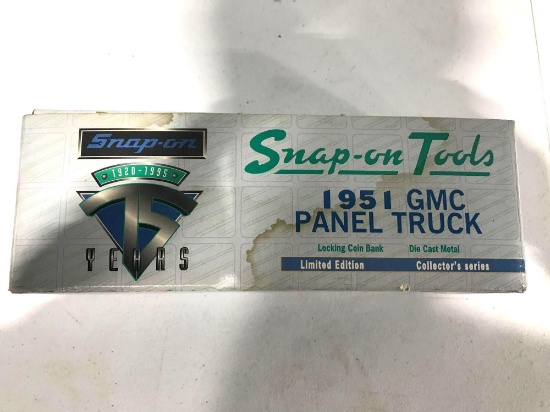 Snap-on
1920-1995
75
YEARS
Snap-on Tools
1951 GMC
PANEL TRUCK
Locking Coin Bank Die Cast Metal
Limited Edition Collector's series